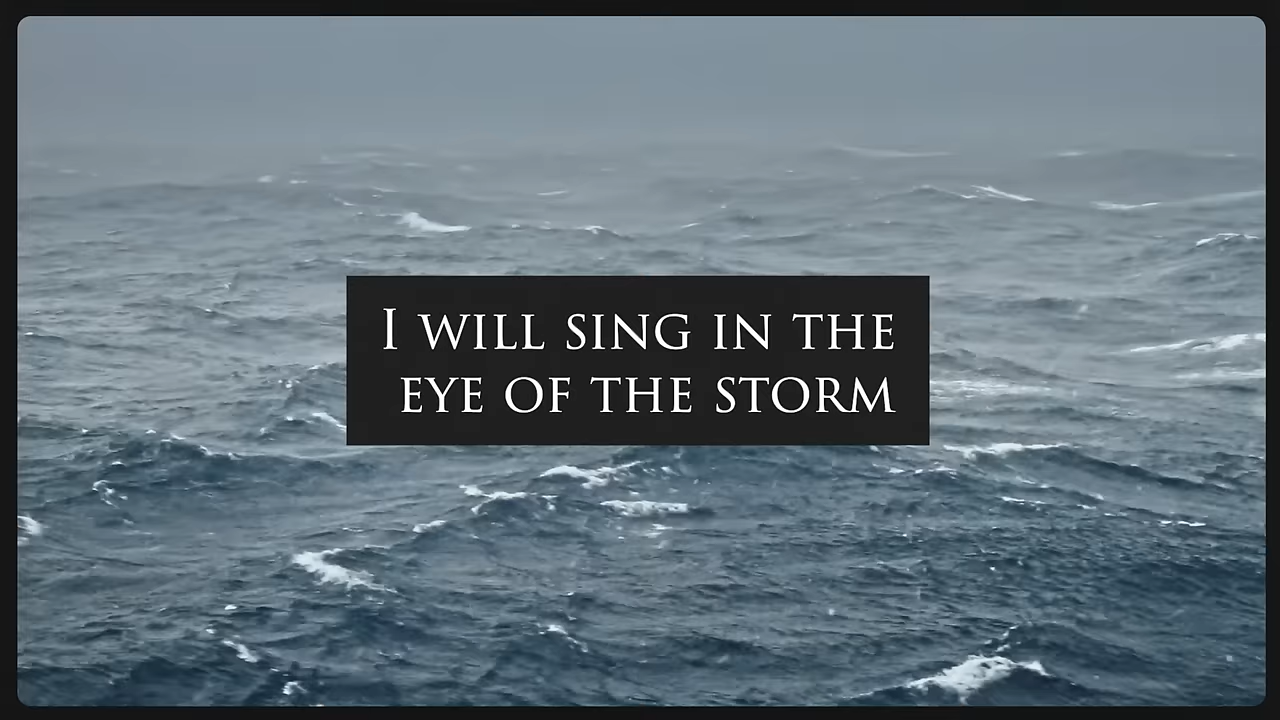 I WILL SING IN THE
EYE OF THE STORM